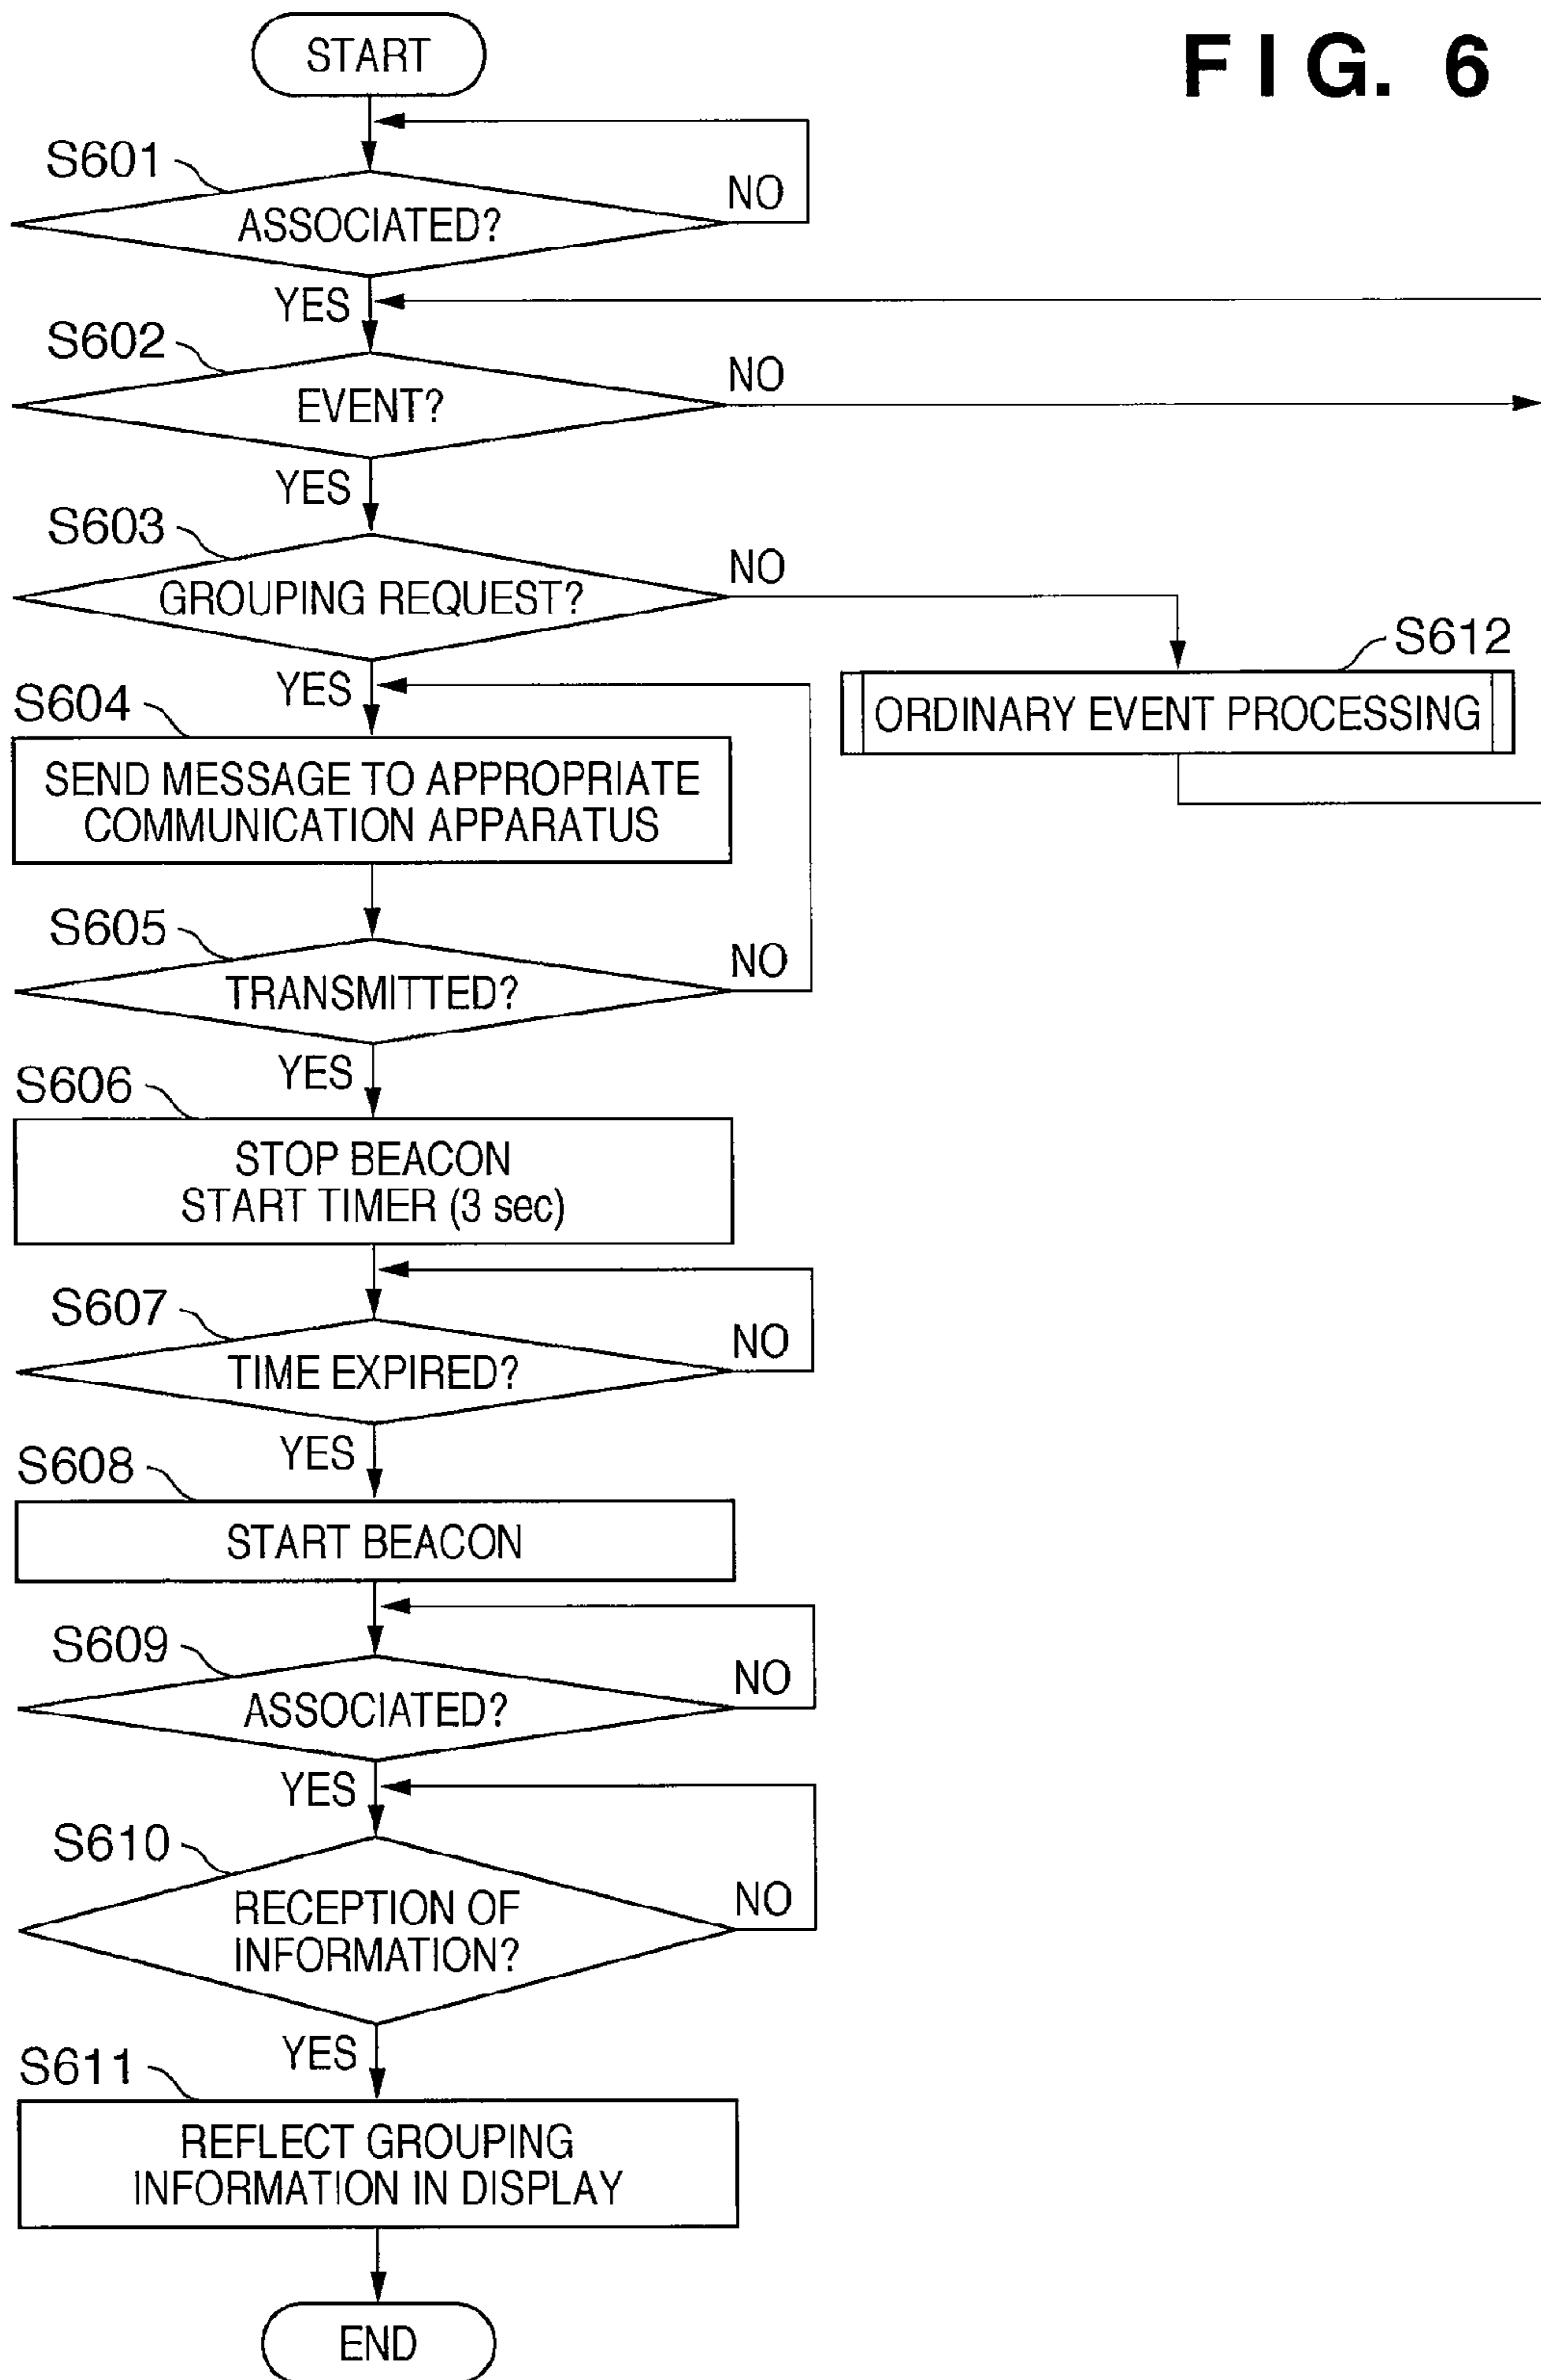 FIG. 6
START
S601
ASSOCIATED?
NO
YES
S602
EVENT?
NO
YES
S603
GROUPING REQUEST?
NO
S612
ORDINARY EVENT PROCESSING
YES
S604
SEND MESSAGE TO APPROPRIATE
COMMUNICATION APPARATUS
S605
TRANSMITTED?
NO
YES
S606
STOP BEACON
START TIMER (3 sec)
S607
TIME EXPIRED?
NO
YES
S608
START BEACON
S609
ASSOCIATED?
NO
YES
S610
RECEPTION OF
INFORMATION?
NO
YES
S611
REFLECT GROUPING
INFORMATION IN DISPLAY
END